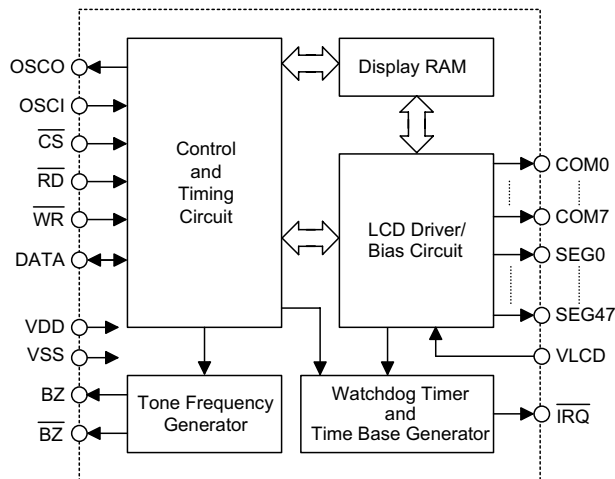 OSCO
OSCI
CS
RD
WR
DATA
VDD
VSS
BZ
BZ
Control
and
Timing
Circuit
Display RAM
LCD Driver/
Bias Circuit
Tone Frequency
Generator
Watchdog Timer
and
Time Base Generator
COM0
COM7
SEG0
SEG47
VLCD
IRQ